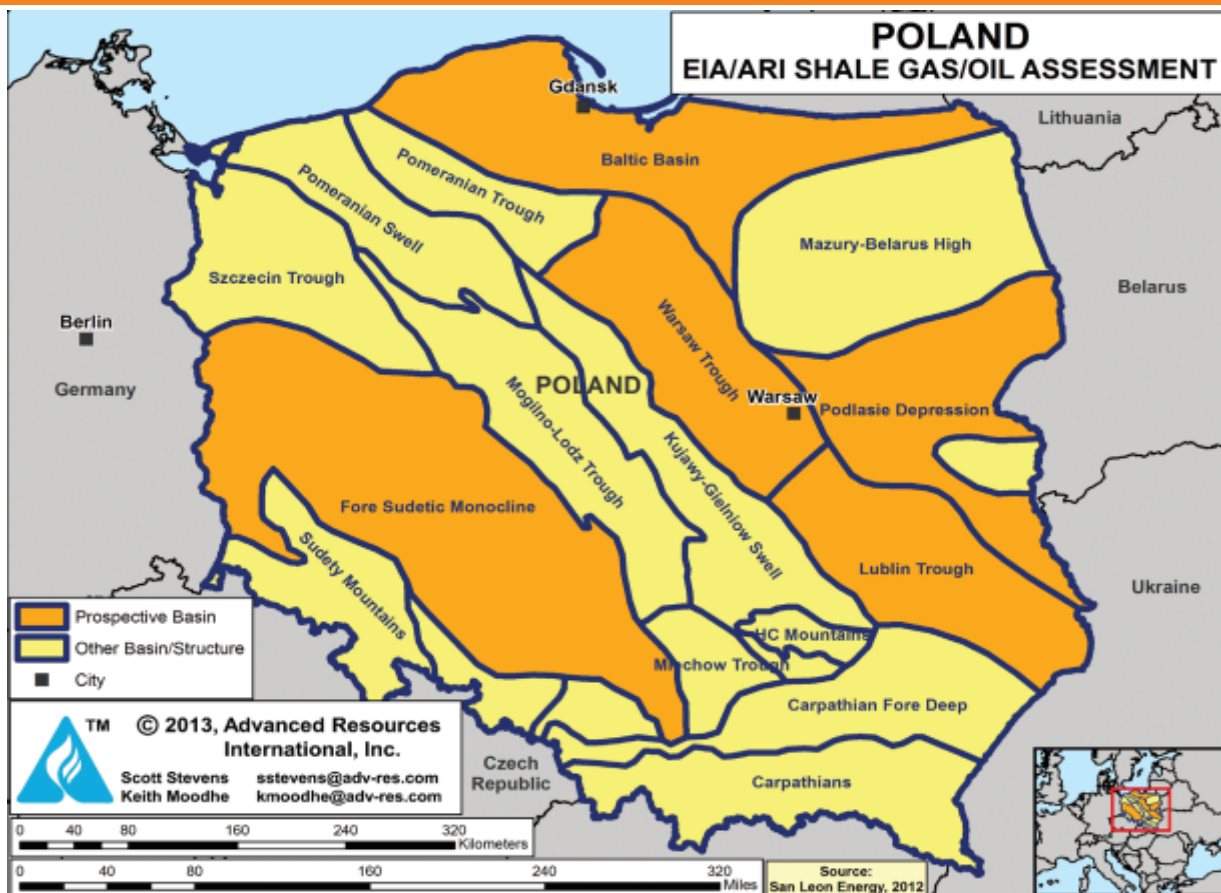 POLAND
EIA/ARI SHALE GAS/OIL ASSESSMENT
Gdansk
Lithuania
Baltic Basin
Pomeranian Trough
Pomeranian Swell
Mazury-Belarus High
Szczecin Trough
Belarus
Berlin
Warsaw Trough
Germany
POLAND
Warsaw
Podlasie Depression
Mogilno-Lodz Trough
Kujawy-Gielniow Swell
Fore Sudetic Monocline
Lublin Trough
Sudety Mountains
Ukraine
Prospective Basin
Other Basin/Structure
City
HC Mountains
Miechow Trough
Carpathian Fore Deep
TM
© 2013, Advanced Resources
International, Inc.
Scott Stevens sstevens@adv-res.com
Keith Moodhe kmoodhe@adv-res.com
Czech
Republic
Carpathians
0 40 80 160 240 320
Kilometers
0 40 80 160 240 320
Miles
Source:
San Leon Energy, 2012